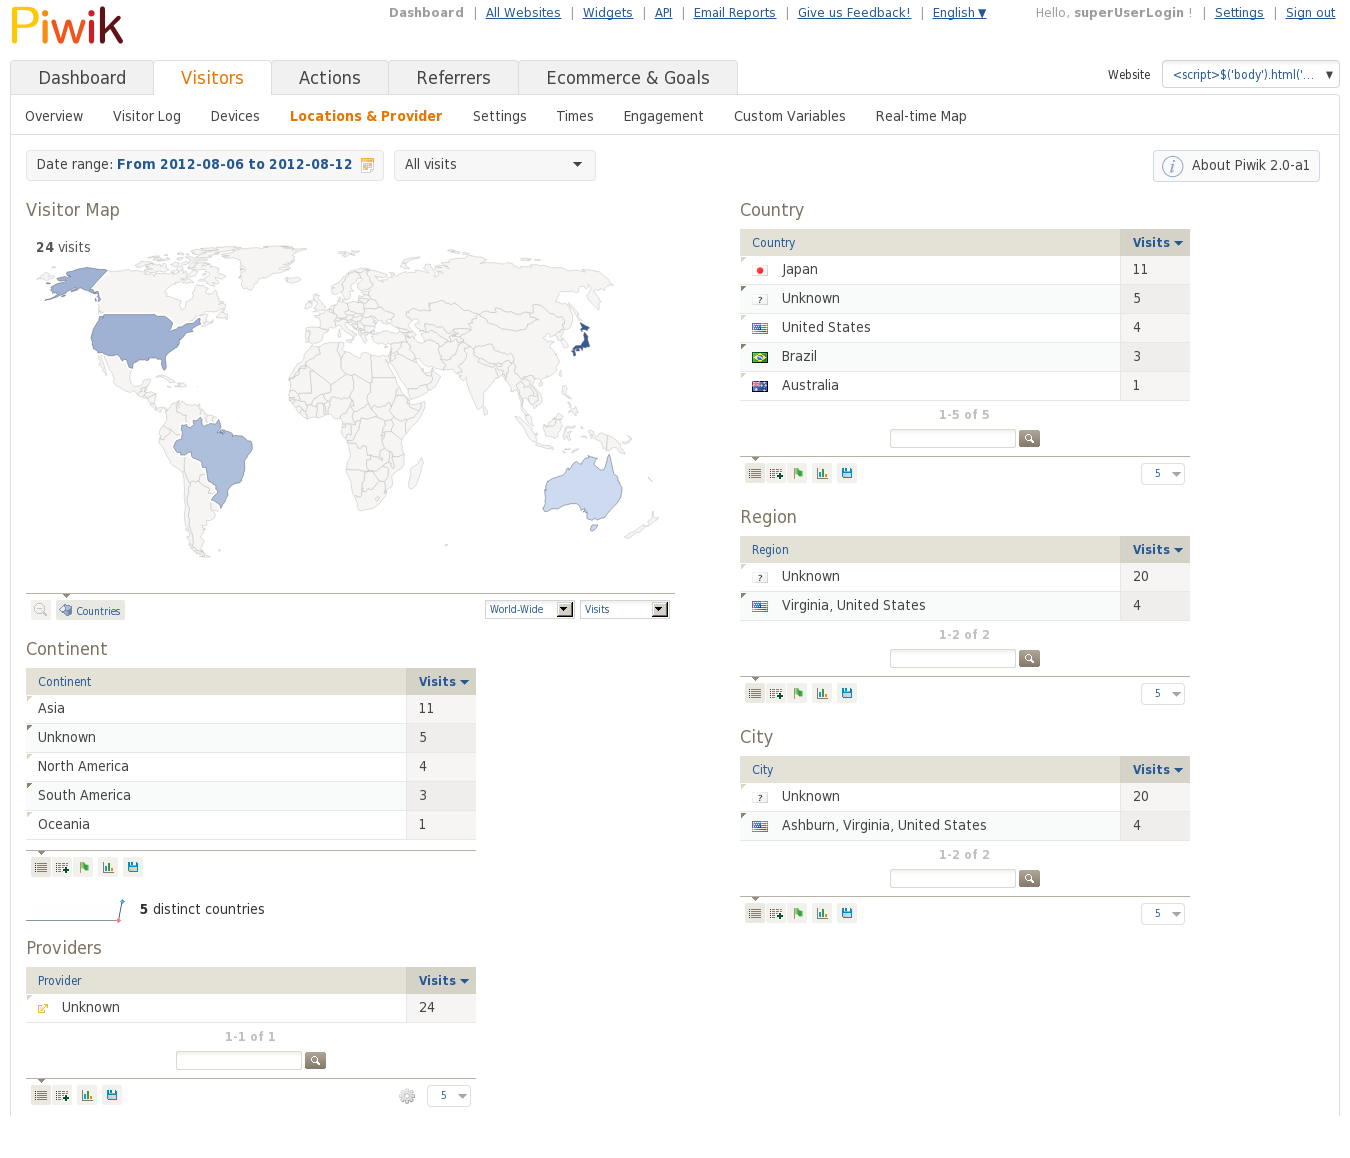 Piwik
Dashboard | All Websites | Widgets | API | Email Reports | Give us Feedback! | English ▼
Hello, superUserLogin ! | Settings | Sign out
Dashboard Visitors Actions Referrers Ecommerce & Goals
Website <script>$('body').html('... ▼
Overview Visitor Log Devices Locations & Provider Settings Times Engagement Custom Variables Real-time Map
Date range: From 2012-08-06 to 2012-08-12
All visits
About Piwik 2.0-a1
Visitor Map
24 visits
Countries
World-Wide
Visits
Continent
Continent Visits
Asia 11
Unknown 5
North America 4
South America 3
Oceania 1
5 distinct countries
Providers
Provider Visits
Unknown 24
1-1 of 1
5
Country
Country Visits
Japan 11
? Unknown 5
United States 4
Brazil 3
Australia 1
1-5 of 5
5
Region
Region Visits
? Unknown 20
Virginia, United States 4
1-2 of 2
5
City
City Visits
? Unknown 20
Ashburn, Virginia, United States 4
1-2 of 2
5